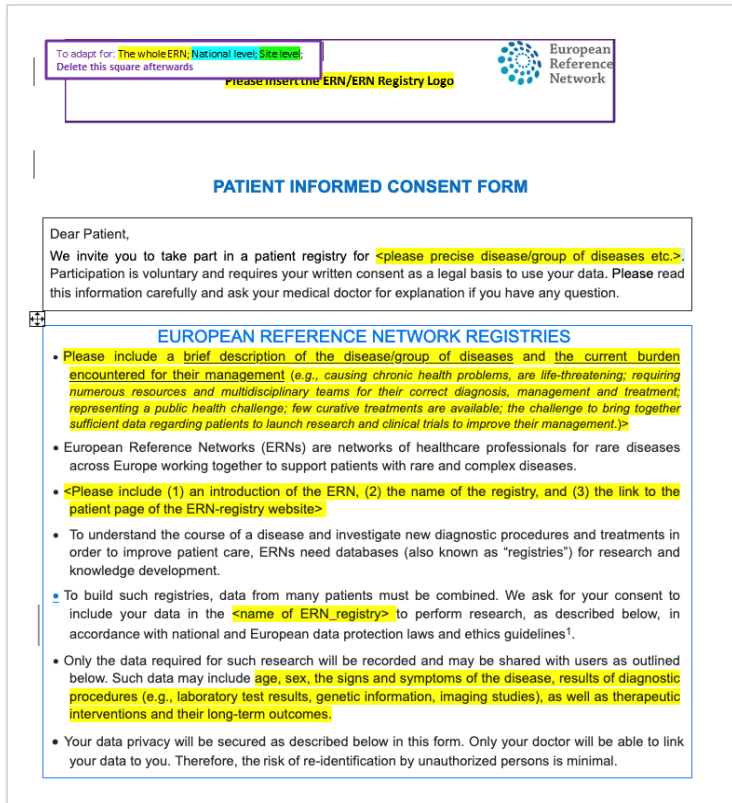 To adapt for: The whole ERN; National level; Site level;
Delete this square afterwards
Please insert the ERN/ERN Registry Logo
European
Reference
Network
PATIENT INFORMED CONSENT FORM
Dear Patient,
We invite you to take part in a patient registry for <please precise disease/group of diseases etc.>.
Participation is voluntary and requires your written consent as a legal basis to use your data. Please read
this information carefully and ask your medical doctor for explanation if you have any question.
EUROPEAN REFERENCE NETWORK REGISTRIES
• Please include a brief description of the disease/group of diseases and the current burden
encountered for their management (e.g., causing chronic health problems, are life-threatening; requiring
numerous resources and multidisciplinary teams for their correct diagnosis, management and treatment;
representing a public health challenge; few curative treatments are available; the challenge to bring together
sufficient data regarding patients to launch research and clinical trials to improve their management.)>
• European Reference Networks (ERNs) are networks of healthcare professionals for rare diseases
across Europe working together to support patients with rare and complex diseases.
• <Please include (1) an introduction of the ERN, (2) the name of the registry, and (3) the link to the
patient page of the ERN-registry website>
• To understand the course of a disease and investigate new diagnostic procedures and treatments in
order to improve patient care, ERNs need databases (also known as “registries”) for research and
knowledge development.
• To build such registries, data from many patients must be combined. We ask for your consent to
include your data in the <name of ERN_registry> to perform research, as described below, in
accordance with national and European data protection laws and ethics guidelines¹.
• Only the data required for such research will be recorded and may be shared with users as outlined
below. Such data may include age, sex, the signs and symptoms of the disease, results of diagnostic
procedures (e.g., laboratory test results, genetic information, imaging studies), as well as therapeutic
interventions and their long-term outcomes.
• Your data privacy will be secured as described below in this form. Only your doctor will be able to link
your data to you. Therefore, the risk of re-identification by unauthorized persons is minimal.